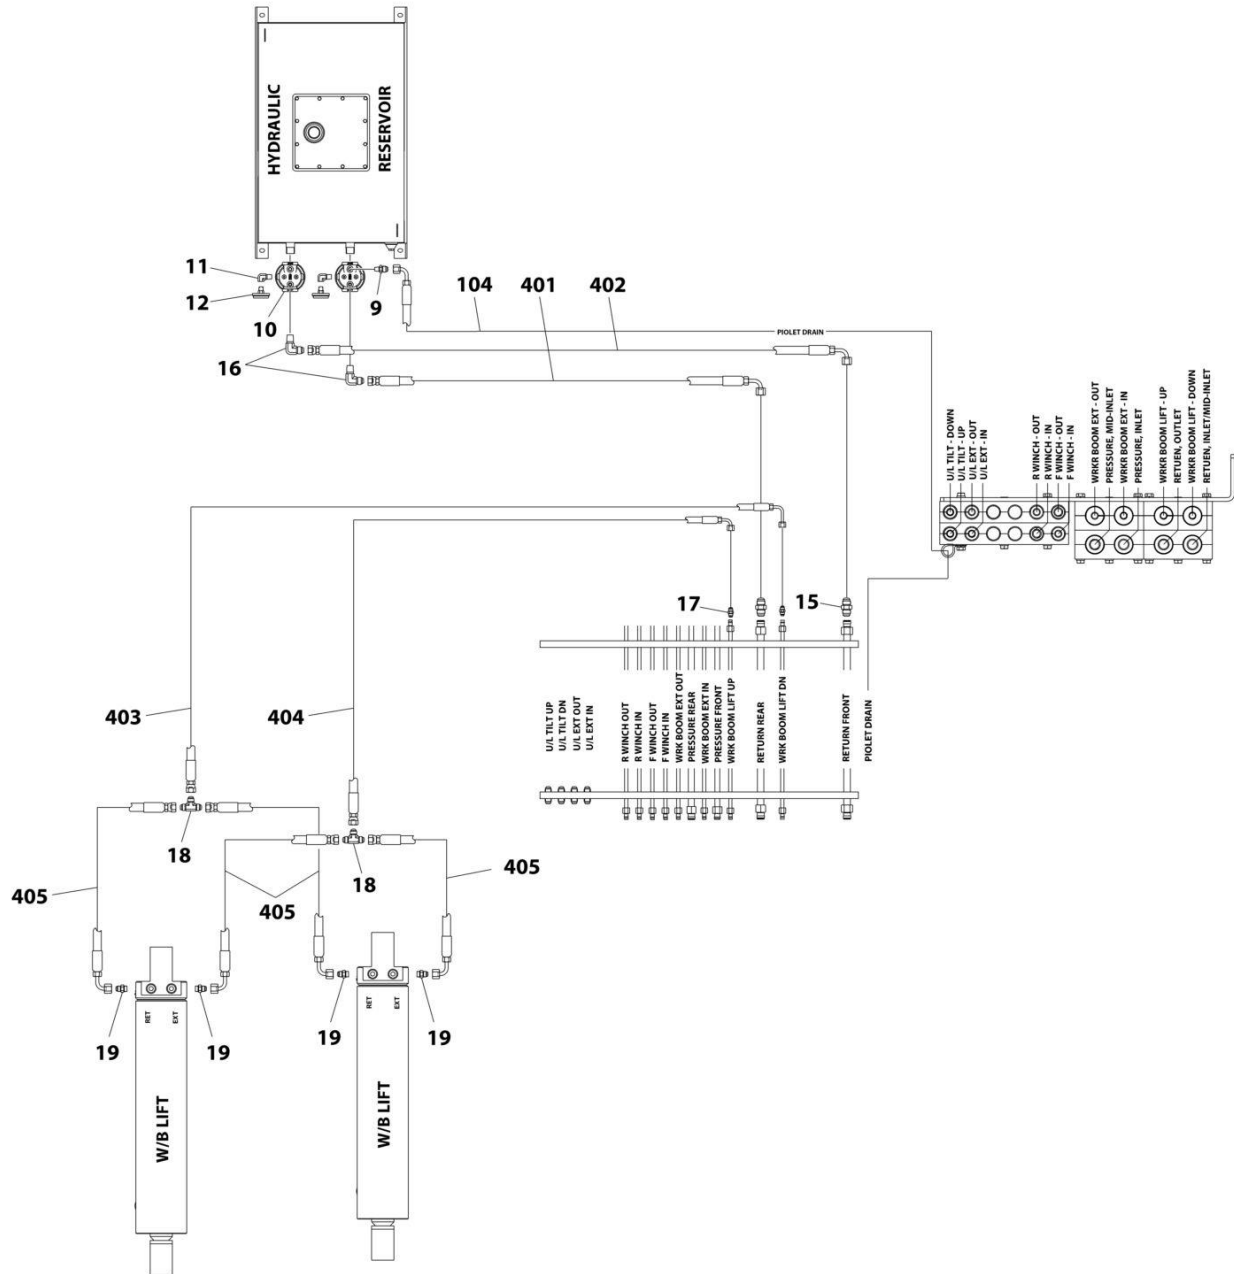 HYDRAULIC
RESERVOIR
11
12
10
9
104
401
402
PIOLET DRAIN
16
U/L TILT - DOWN
U/L TILT - UP
U/L EXT - OUT
U/L EXT - IN
R WINCH - OUT
R WINCH - IN
F WINCH - OUT
F WINCH - IN
WRKR BOOM EXT - OUT
PRESSURE, MID-INLET
WRKR BOOM EXT - IN
PRESSURE, INLET
WRKR BOOM LIFT - UP
RETUEN, OUTLET
WRKR BOOM LIFT - DOWN
RETUEN, INLET/MID-INLET
17
15
403
404
U/L TILT UP
U/L TILT DN
U/L EXT OUT
U/L EXT IN
R WINCH OUT
R WINCH IN
F WINCH OUT
F WINCH IN
WRK BOOM EXT OUT
PRESSURE REAR
WRK BOOM EXT IN
PRESSURE FRONT
WRK BOOM LIFT UP
RETURN REAR
WRK BOOM LIFT DN
RETURN FRONT
PIOLET DRAIN
18
18
405
405
405
19
19
19
19
RET
EXT
RET
EXT
W/B LIFT
W/B LIFT